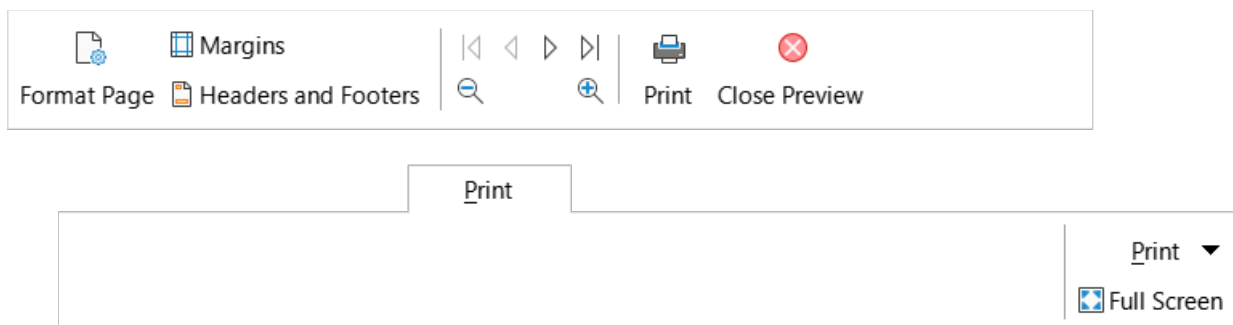 Margins
Format Page Headers and Footers Print Close Preview
Print
Print
Full Screen